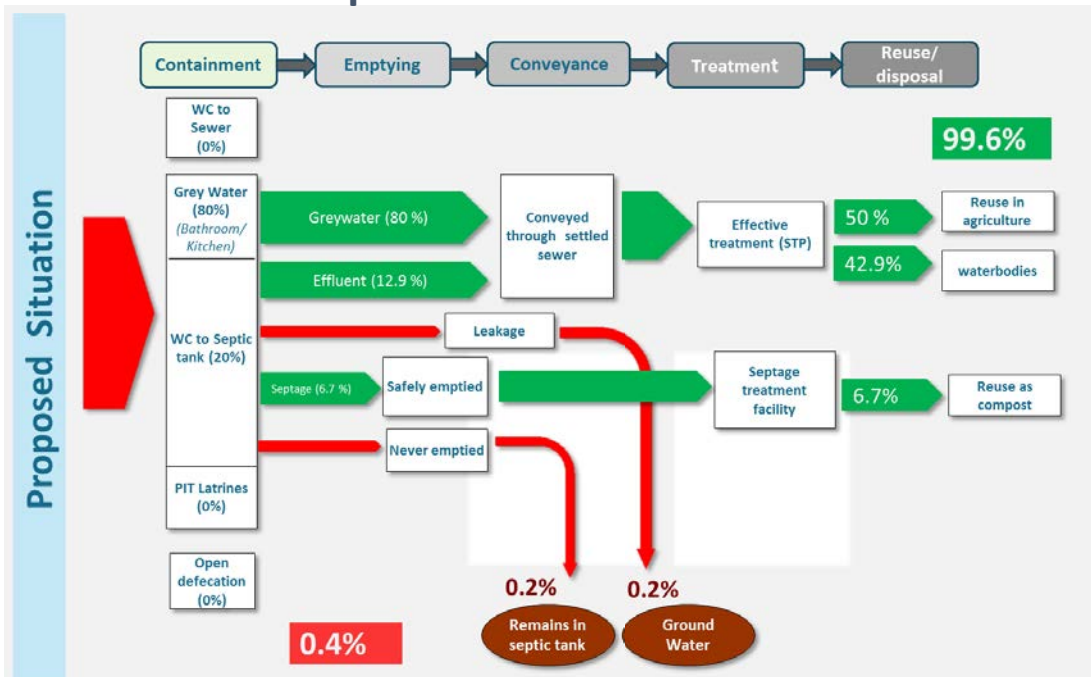 Proposed Situation
Containment
Emptying
Conveyance
Treatment
Reuse/
disposal
WC to
Sewer
(0%)
99.6%
Grey Water
(80%)
(Bathroom/
Kitchen)
Greywater (80 %)
Conveyed
through settled
sewer
Effective
treatment (STP)
50 %
Reuse in
agriculture
Effluent (12.9 %)
42.9%
waterbodies
WC to Septic
tank (20%)
Leakage
Septage (6.7 %)
Safely emptied
Septage
treatment
facility
6.7%
Reuse as
compost
Never emptied
PIT Latrines
(0%)
Open
defecation
(0%)
0.2%
0.2%
0.4%
Remains in
septic tank
Ground
Water